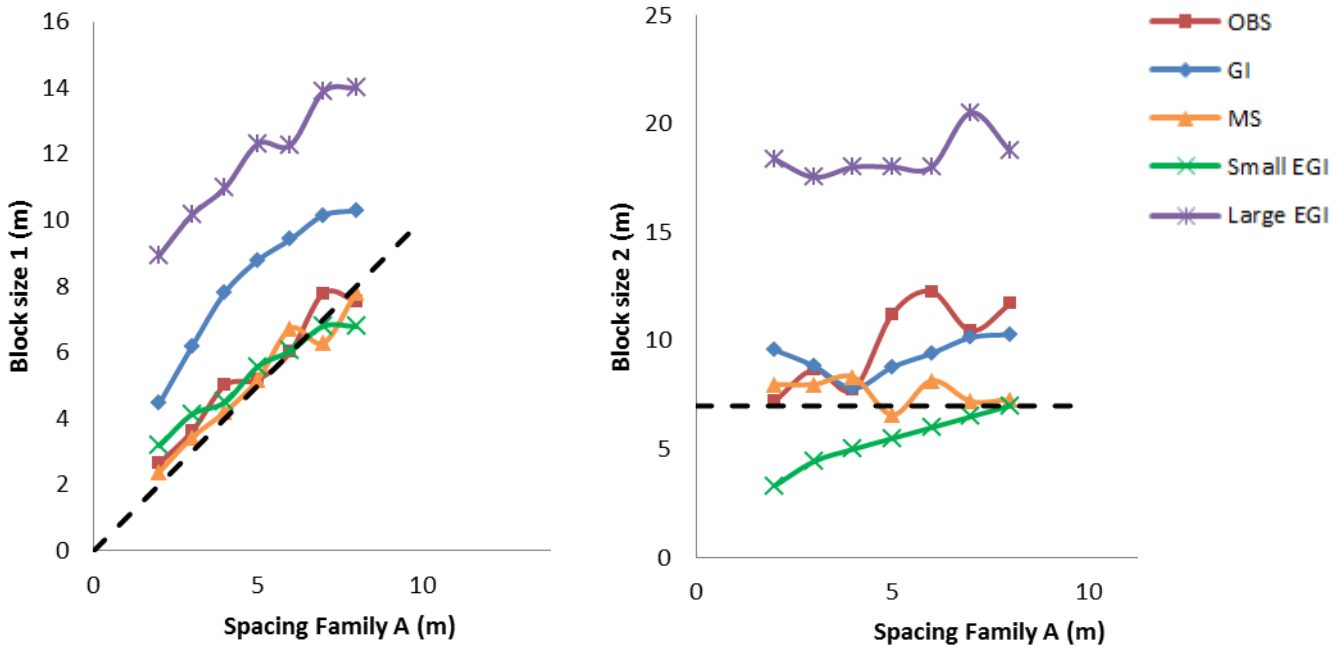 16
14
12
10
8
6
4
2
0
Block size 1 (m)
0
5
10
Spacing Family A (m)
25
20
15
10
5
0
Block size 2 (m)
0
5
10
Spacing Family A (m)
OBS
GI
MS
Small EGI
Large EGI